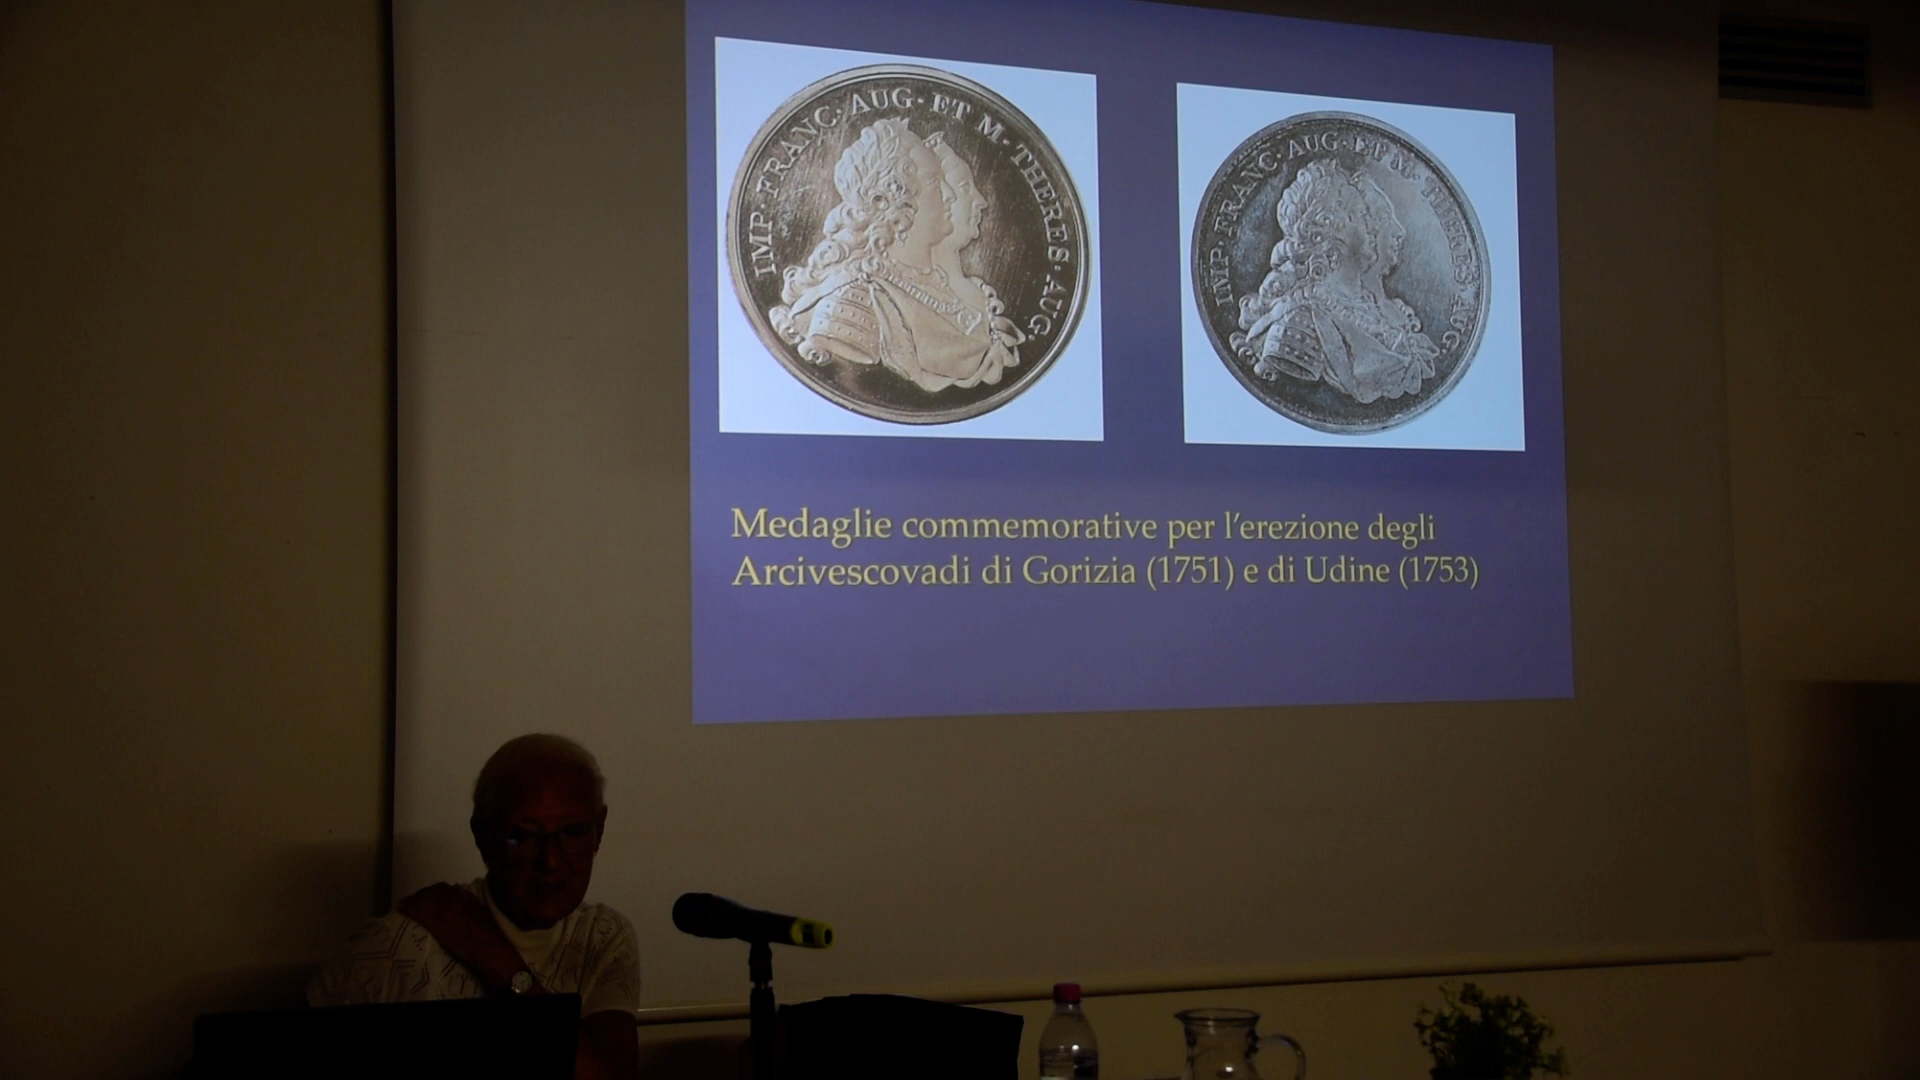 IMP· FRANC· AUG· ET M· THERES· AUG·
IMP· FRANC· AUG· ET M· THERES· AUG·
Medaglie commemorative per l'erezione degli
Arcivescovadi di Gorizia (1751) e di Udine (1753)